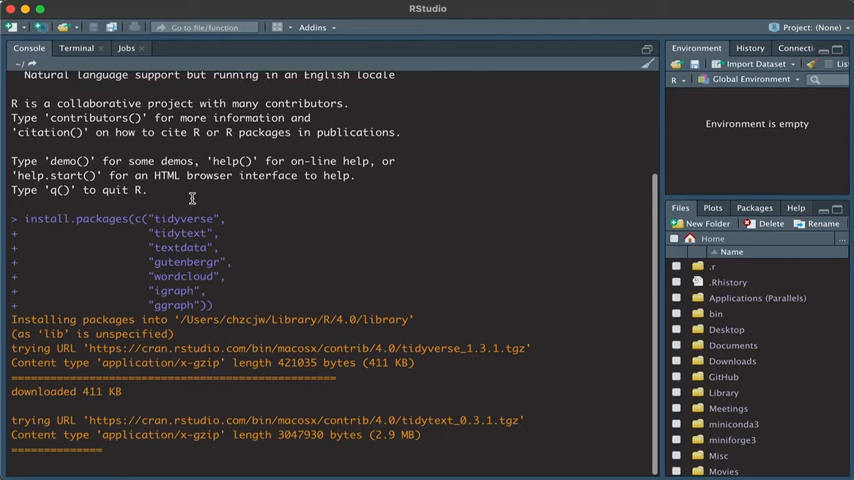 RStudio
Go to file/function
Addins
Project: (None)
Console
Terminal
Jobs
~/
Natural language support but running in an English locale
R is a collaborative project with many contributors.
Type 'contributors()' for more information and
'citation()' on how to cite R or R packages in publications.
Type 'demo()' for some demos, 'help()' for on-line help, or
'help.start()' for an HTML browser interface to help.
Type 'q()' to quit R.
> install.packages(c("tidyverse",
+ "tidytext",
+ "textdata",
+ "gutenbergr",
+ "wordcloud",
+ "igraph",
+ "ggraph"))
Installing packages into ‘/Users/chzcjw/Library/R/4.0/library’
(as ‘lib’ is unspecified)
trying URL 'https://cran.rstudio.com/bin/macosx/contrib/4.0/tidyverse_1.3.1.tgz'
Content type 'application/x-gzip' length 421035 bytes (411 KB)
==================================================
downloaded 411 KB
trying URL 'https://cran.rstudio.com/bin/macosx/contrib/4.0/tidytext_0.3.1.tgz'
Content type 'application/x-gzip' length 3047930 bytes (2.9 MB)
==============
Environment
History
Connecti
Import Dataset
List
R
Global Environment
Environment is empty
Files
Plots
Packages
Help
New Folder
Delete
Rename
Home
...
Name
.r
.Rhistory
Applications (Parallels)
bin
Desktop
Documents
Downloads
GitHub
Library
Meetings
miniconda3
miniforge3
Misc
Movies